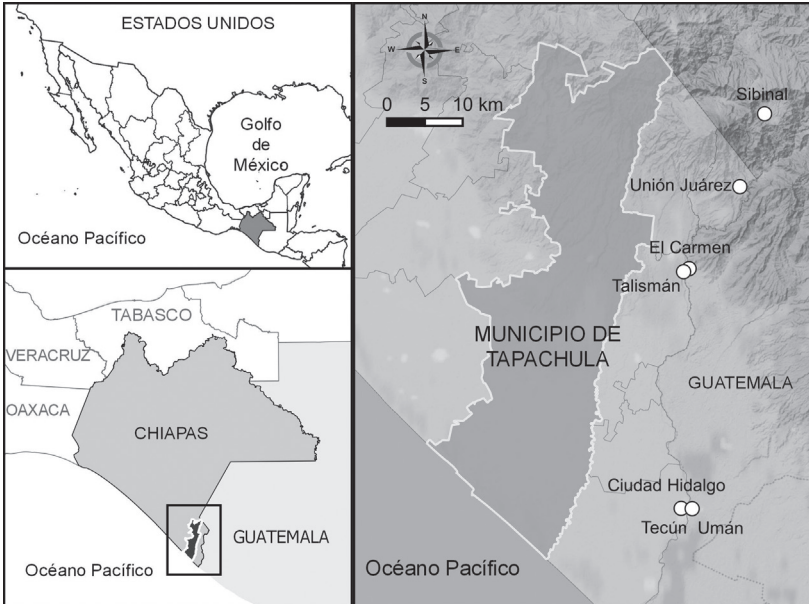 ESTADOS UNIDOS
Golfo
de
México
Océano Pacífico
TABASCO
VERACRUZ
OAXACA
CHIAPAS
GUATEMALA
Océano Pacífico
N
W E
S
0 5 10 km
Sibinal
Unión Juárez
El Carmen
Talismán
MUNICIPIO DE
TAPACHULA
GUATEMALA
Ciudad Hidalgo
Tecún Umán
Océano Pacífico